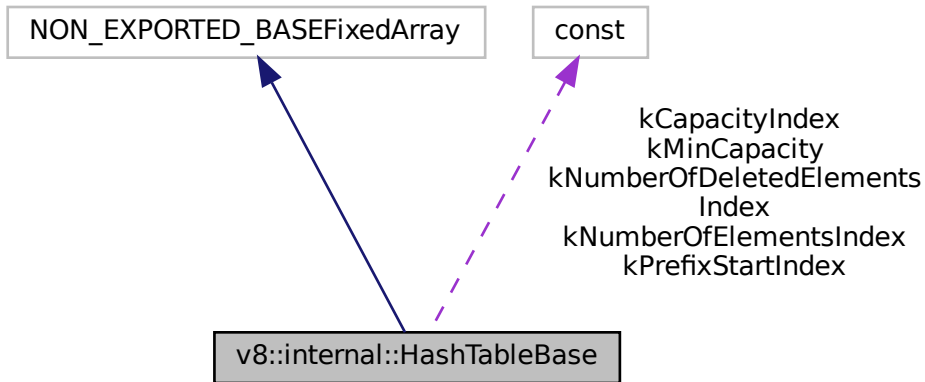 NON_EXPORTED_BASEFixedArray
const
kCapacityIndex
kMinCapacity
kNumberOfDeletedElements
Index
kNumberOfElementsIndex
kPrefixStartIndex
v8::internal::HashTableBase